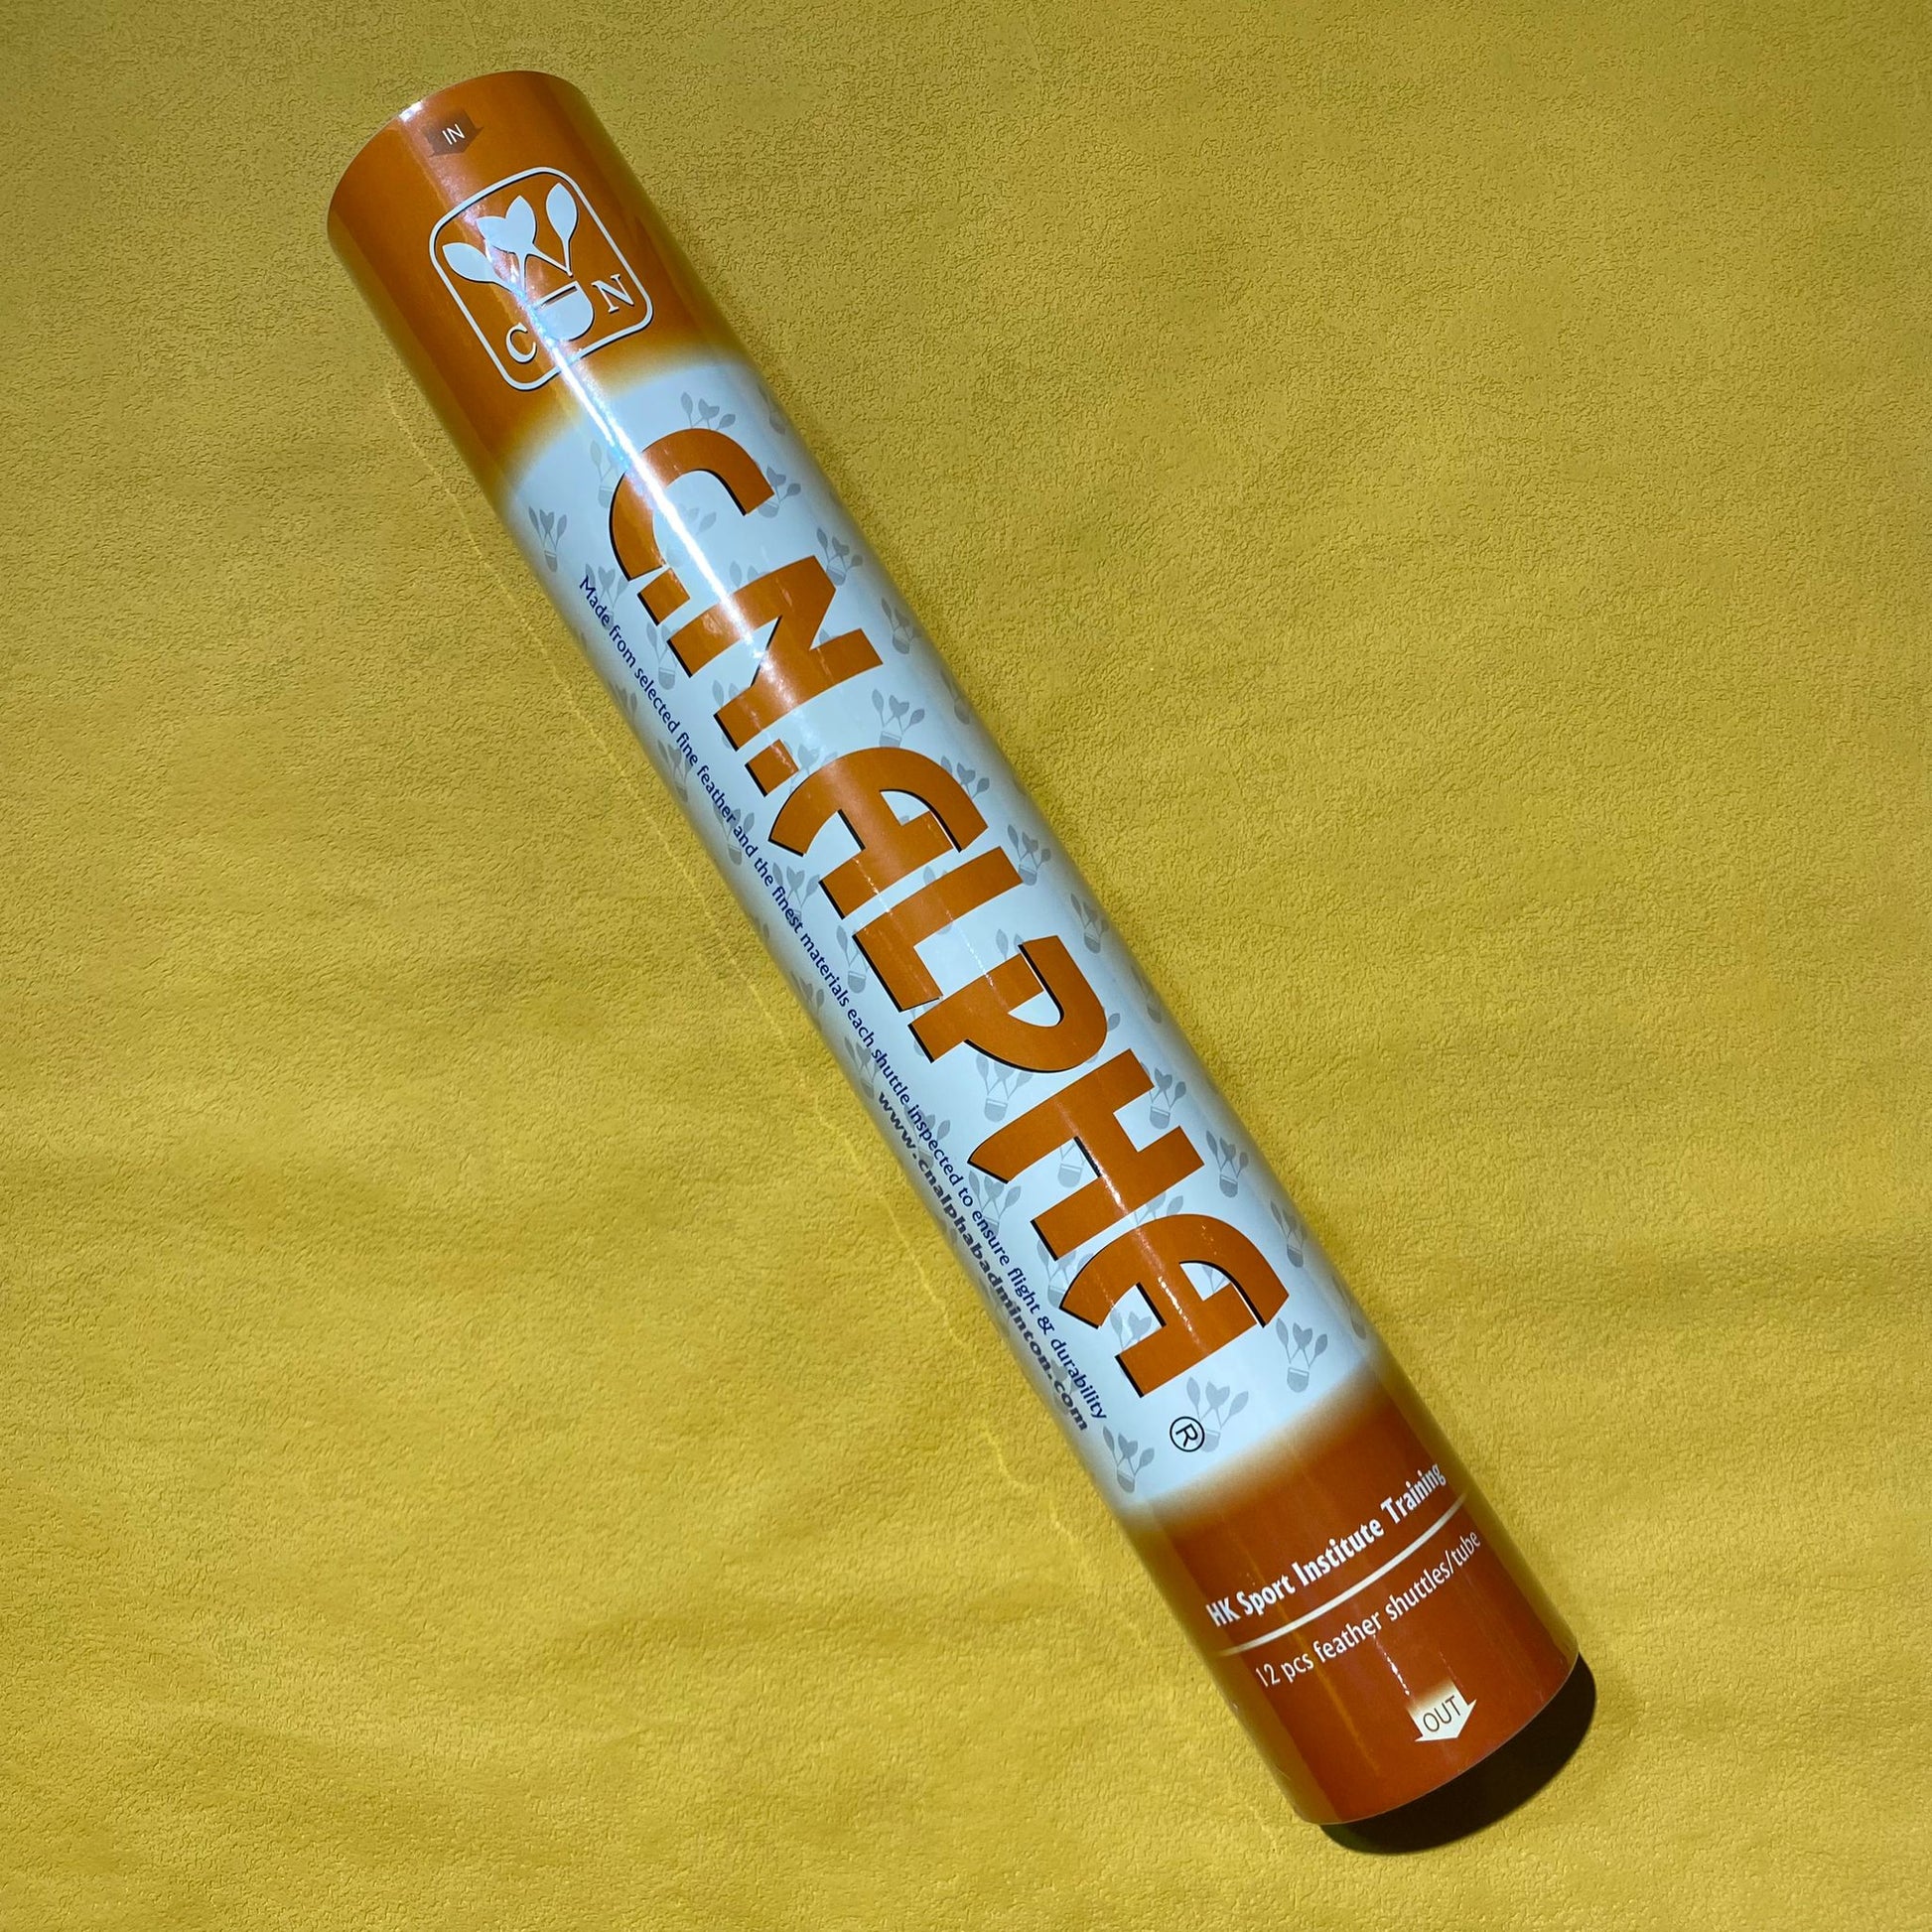 IN
C N
C.N.ALPHA®
Made from selected fine feather and the finest materials each shuttle inspected to ensure flight & durability
www.cnalphabadminton.com
HK Sport Institute Training
12 pcs feather shuttles/tube
OUT